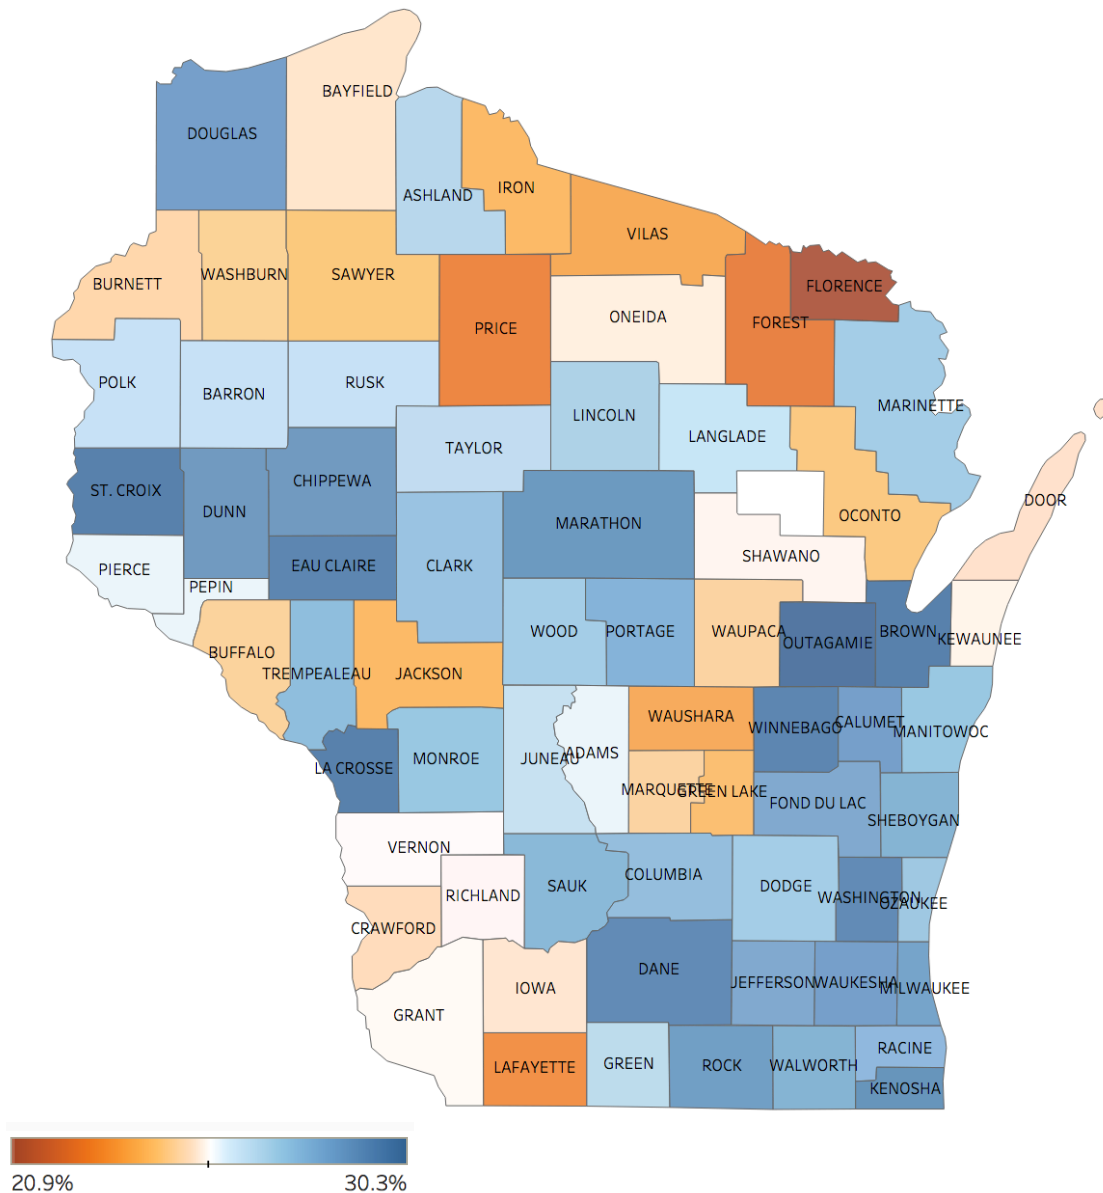 BAYFIELD
DOUGLAS
ASHLAND
IRON
VILAS
BURNETT
WASHBURN
SAWYER
FLORENCE
ONEIDA
FOREST
PRICE
POLK
BARRON
RUSK
MARINETTE
LINCOLN
LANGLADE
TAYLOR
CHIPPEWA
ST. CROIX
DOOR
DUNN
MARATHON
OCONTO
SHAWANO
EAU CLAIRE
CLARK
PIERCE
PEPIN
WOOD
PORTAGE
WAUPACA
OUTAGAMIE
BROWN
KEWAUNEE
BUFFALO
TREMPEALEAU
JACKSON
WAUSHARA
WINNEBAGO
CALUMET
MANITOWOC
ADAMS
JUNEAU
MONROE
LA CROSSE
MARQUETTE
GREEN LAKE
FOND DU LAC
SHEBOYGAN
VERNON
COLUMBIA
SAUK
DODGE
RICHLAND
WASHINGTON
OZAUKEE
CRAWFORD
DANE
JEFFERSON
WAUKESHA
MILWAUKEE
IOWA
GRANT
RACINE
GREEN
ROCK
WALWORTH
LAFAYETTE
KENOSHA
20.9%
30.3%